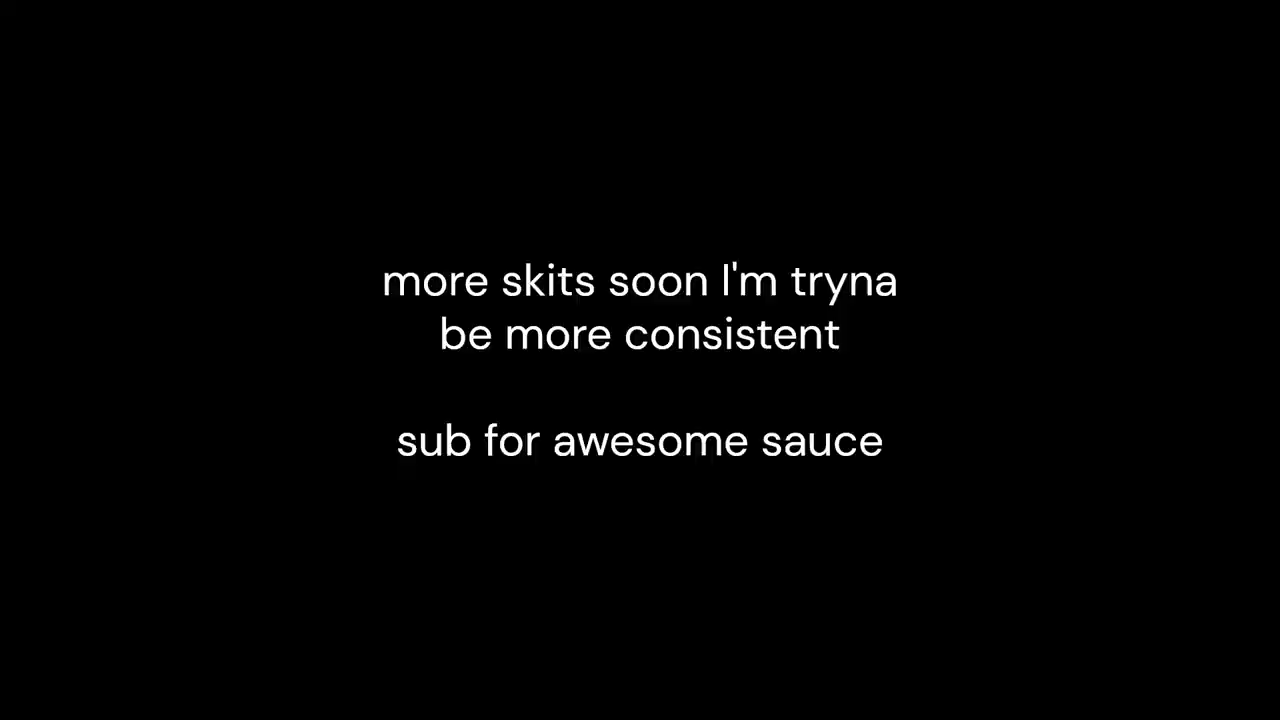 more skits soon I'm tryna
be more consistent
sub for awesome sauce